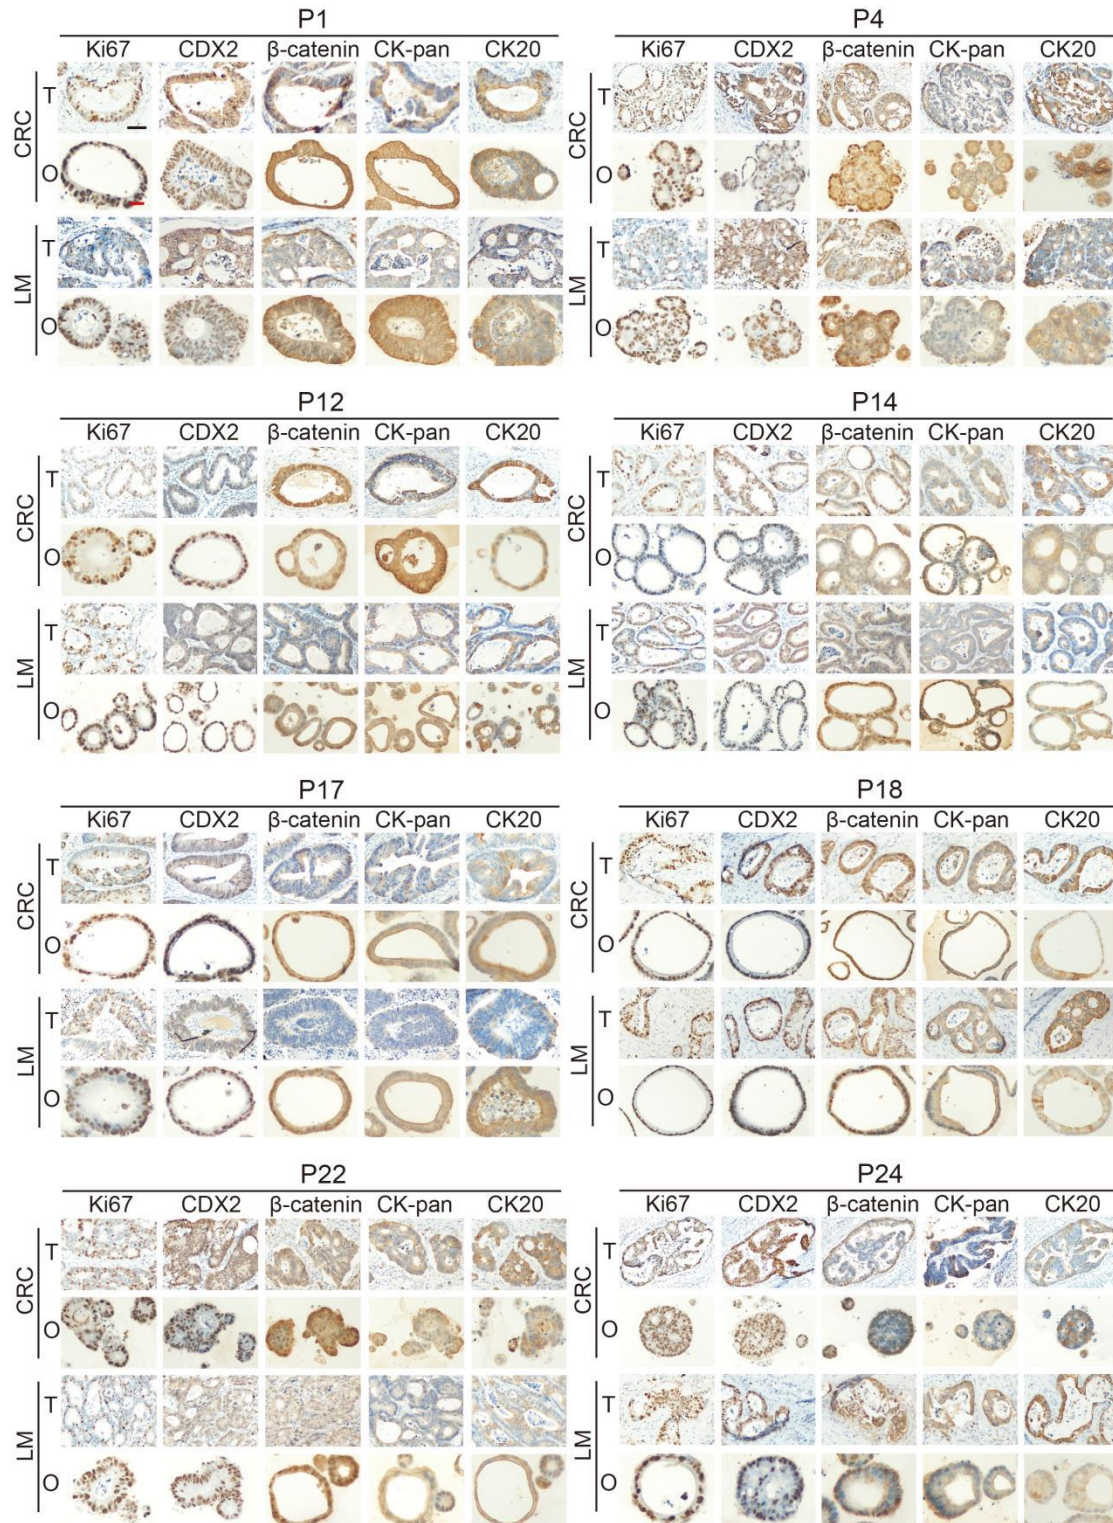 P1
Ki67 CDX2 β-catenin CK-pan CK20
CRC
T
O
LM
T
O
P4
Ki67 CDX2 β-catenin CK-pan CK20
CRC
T
O
LM
T
O
P12
Ki67 CDX2 β-catenin CK-pan CK20
CRC
T
O
LM
T
O
P14
Ki67 CDX2 β-catenin CK-pan CK20
CRC
T
O
LM
T
O
P17
Ki67 CDX2 β-catenin CK-pan CK20
CRC
T
O
LM
T
O
P18
Ki67 CDX2 β-catenin CK-pan CK20
CRC
T
O
LM
T
O
P22
Ki67 CDX2 β-catenin CK-pan CK20
CRC
T
O
LM
T
O
P24
Ki67 CDX2 β-catenin CK-pan CK20
CRC
T
O
LM
T
O